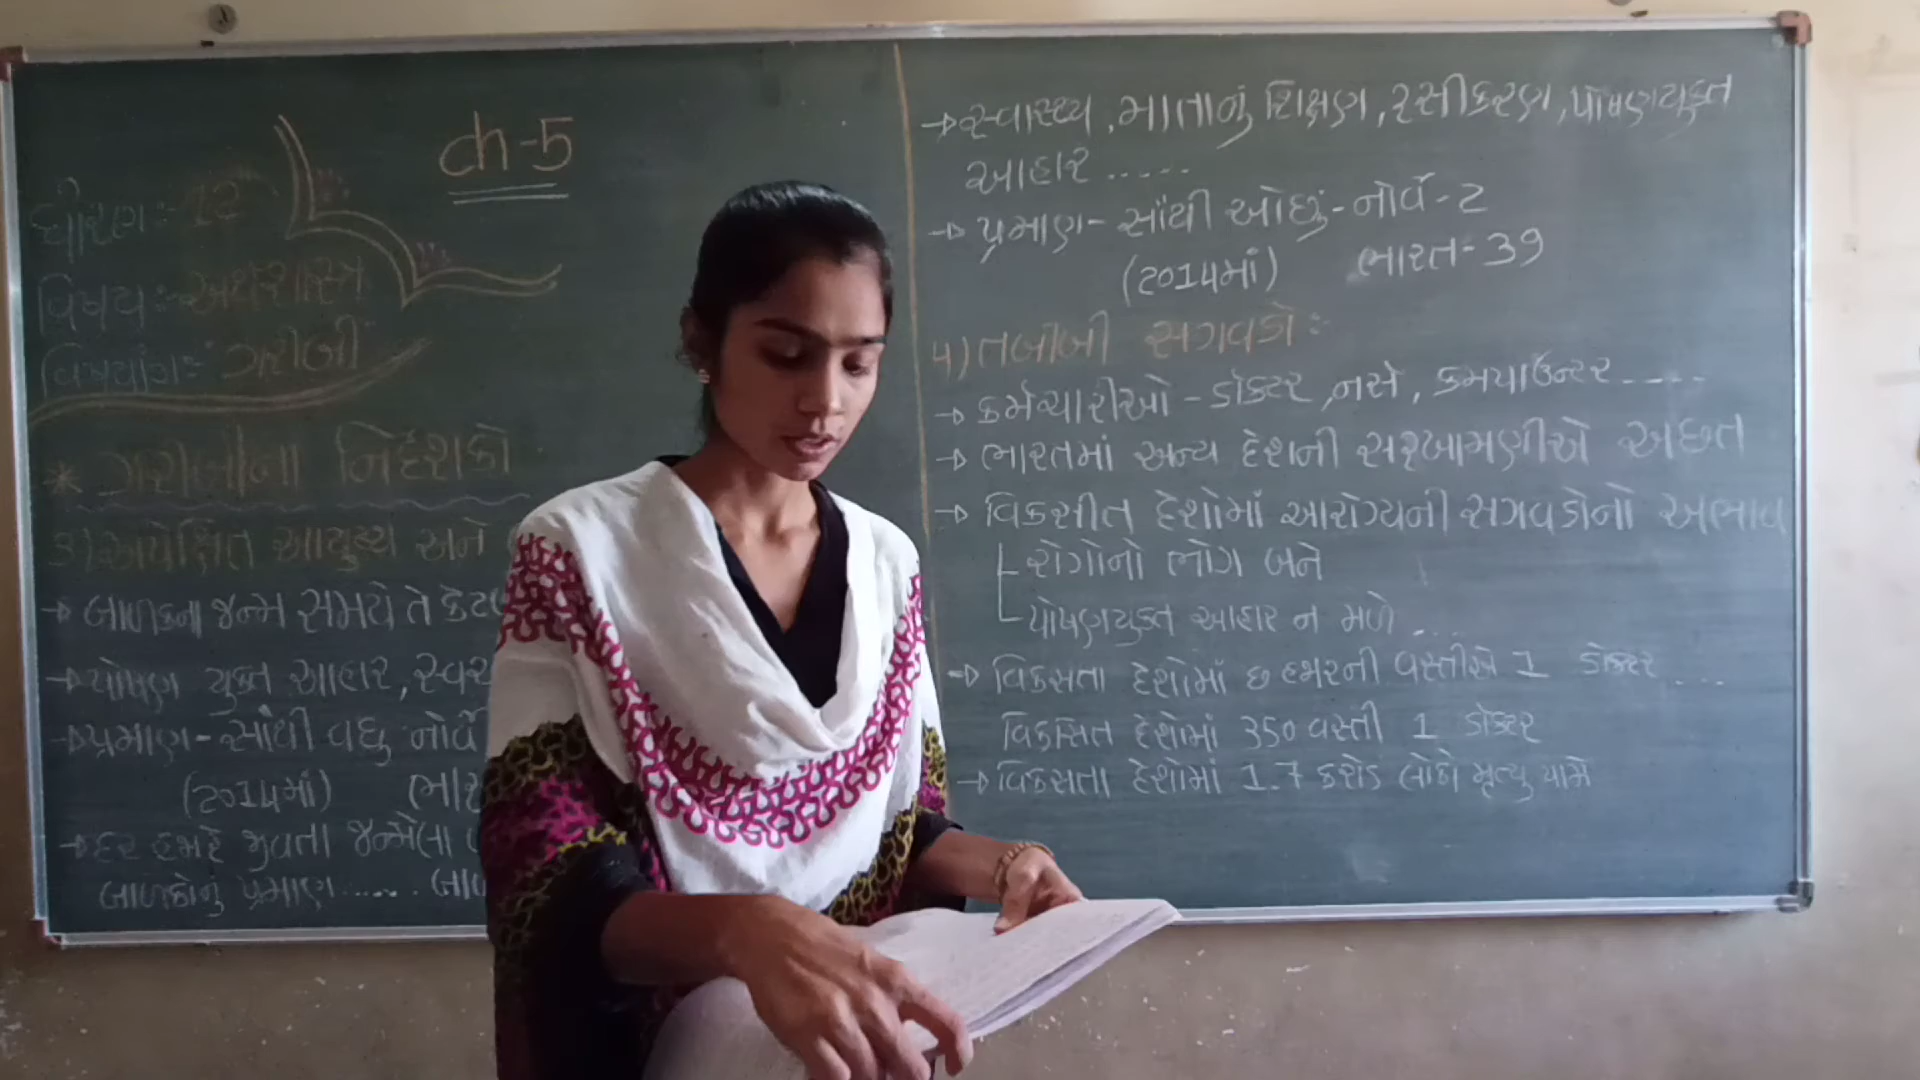 ch-5
ધોરણઃ- 12
વિષયઃ- અર્થશાસ્ત્ર
વિષયાંગઃ- ગરીબી
* ગરીબીના નિર્દેશકો
3) અપેક્ષિત આયુષ્ય અને
→ બાળકના જન્મ સમયે તે
→ પોષણ યુક્ત આહાર,
→ પ્રમાણ - સૌથી વધુ નોર્વે
(2014માં)
→ દર હજારે જીવતા જન્મેલા
બાળકોનું પ્રમાણ .....
→ સ્વાસ્થ્ય, માતાનું શિક્ષણ, રસીકરણ, પોષણયુક્ત
આહાર .....
→ પ્રમાણ - સૌથી ઓછું - નોર્વે - 2
(2014માં) ભારત - 39
4) તબીબી સગવડો :-
→ કર્મચારીઓ - ડૉક્ટર, નર્સ, કમ્પાઉન્ટર ....
→ ભારતમાં અન્ય દેશની સરખામણીએ અછત
→ વિકસીત દેશોમાં આરોગ્યની સગવડોનો અભાવ
રોગોનો ભોગ બને
પોષણયુક્ત આહાર ન મળે ...
→ વિકસતા દેશોમાં છ હજારની વસ્તીએ 1 ડોક્ટર ...
વિકસિત દેશોમાં 350 વસ્તી 1 ડૉક્ટર
→ વિકસતા દેશોમાં 1.7 કરોડ લોકો મૃત્યુ પામે